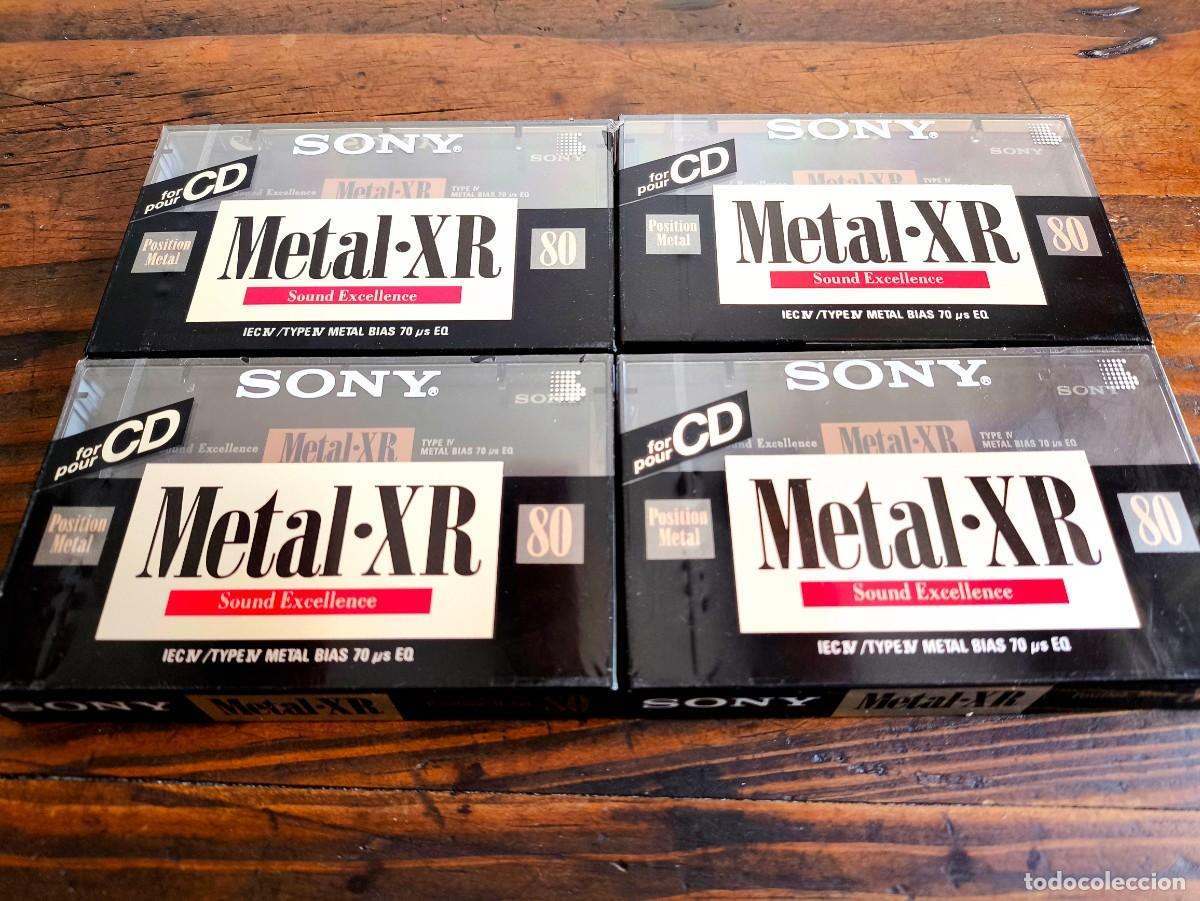 SONY®
SONY
for CD
pour
Sound Excellence Metal·XR TYPE IV
METAL BIAS 70 µs EQ
Position
Metal
Metal·XR
80
Sound Excellence
IEC IV /TYPE IV METAL BIAS 70 µs EQ
SONY®
SONY
for CD
pour
Excellence Metal·XR TYPE IV
Position
Metal
Metal·XR
80
Sound Excellence
IEC IV /TYPE IV METAL BIAS 70 µs EQ
SONY®
SONY
for CD
pour
Sound Excellence Metal·XR TYPE IV
METAL BIAS 70 µs EQ
Position
Metal
Metal·XR
80
Sound Excellence
IEC IV /TYPE IV METAL BIAS 70 µs EQ
SONY Metal·XR 80
SONY®
SONY
for CD
pour
Excellence Metal·XR TYPE IV
METAL BIAS 70 µs EQ
Position
Metal
Metal·XR
80
Sound Excellence
IEC IV /TYPE IV METAL BIAS 70 µs EQ
SONY Metal·XR
todocoleccion